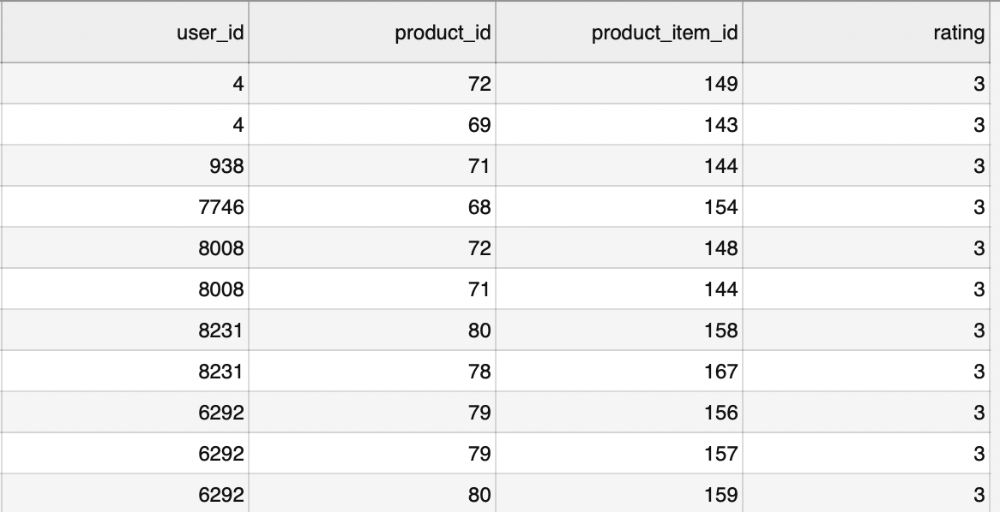 user_id product_id product_item_id rating
4 72 149 3
4 69 143 3
938 71 144 3
7746 68 154 3
8008 72 148 3
8008 71 144 3
8231 80 158 3
8231 78 167 3
6292 79 156 3
6292 79 157 3
6292 80 159 3